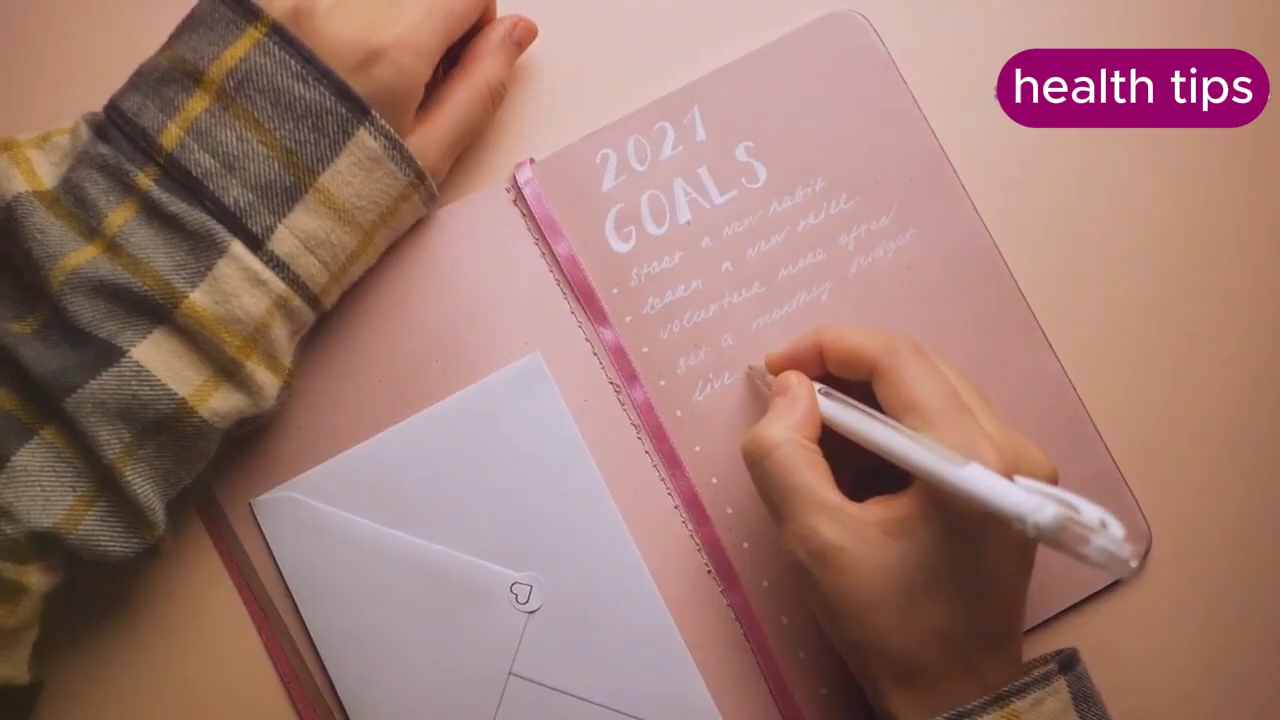 health tips
2021
GOALS
start a new habit
learn a new skill
volunteer more often
set a monthly budget
live